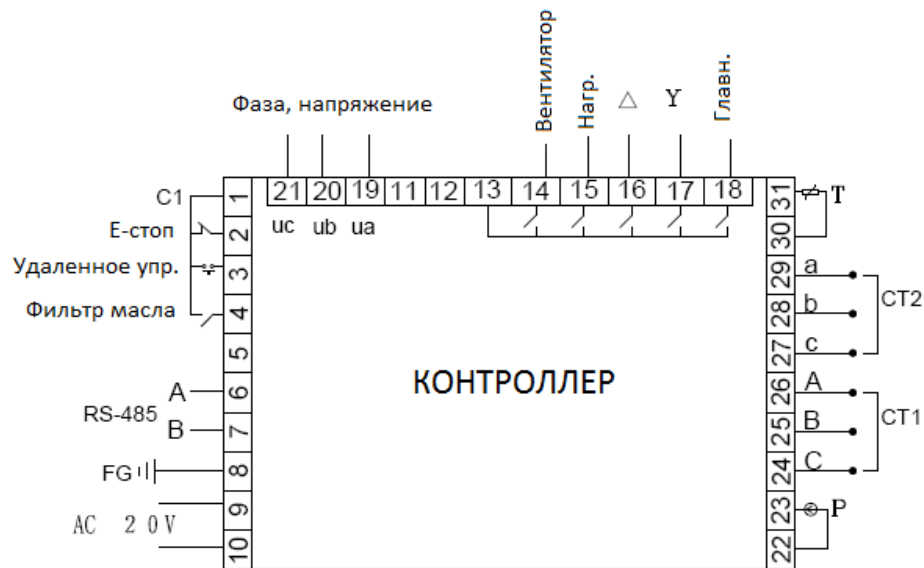 Фаза, напряжение
Вентилятор
Нагр.
△
Y
Главн.
21 20 19 11 12 13 14 15 16 17 18
uc ub ua
C1 1
Е-стоп 2
Удаленное упр. 3
Фильтр масла 4
5
A 6
RS-485
B 7
FG 8
AC 20V 9
10
КОНТРОЛЛЕР
31 T
30
29 a
CT2
28 b
27 c
26 A
CT1
25 B
24 C
23 P
22